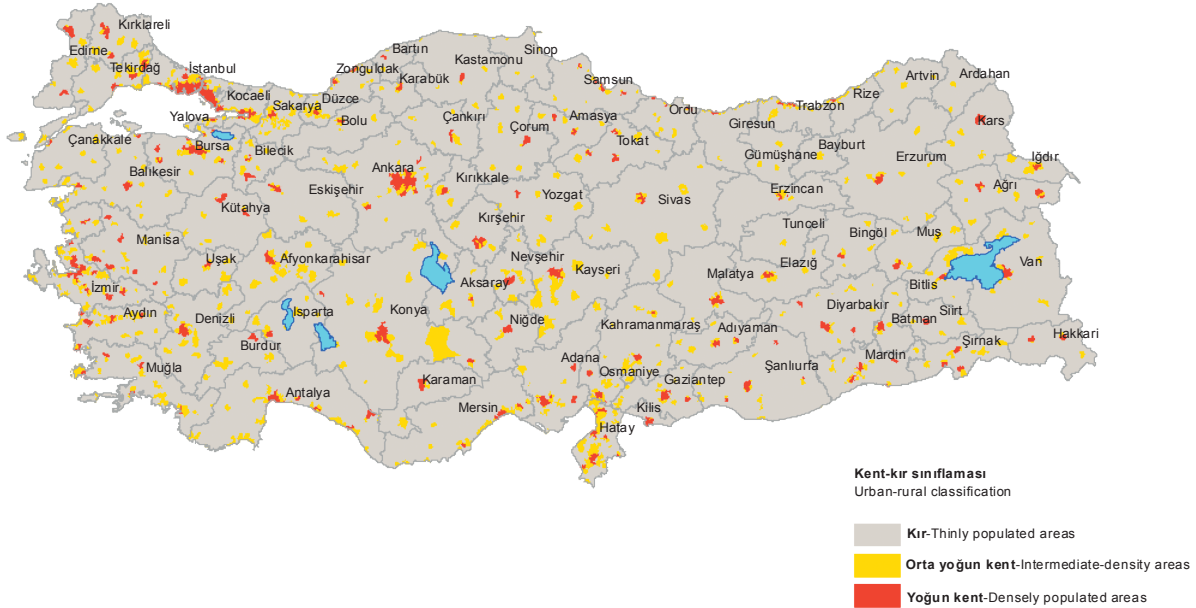 Kırklareli
Edirne
Tekirdağ
İstanbul
Kocaeli
Yalova
Sakarya
Düzce
Bolu
Zonguldak
Bartın
Karabük
Kastamonu
Sinop
Samsun
Ordu
Giresun
Trabzon
Rize
Artvin
Ardahan
Kars
Çanakkale
Bursa
Bilecik
Balıkesir
Kütahya
Eskişehir
Ankara
Çankırı
Çorum
Amasya
Tokat
Kırıkkale
Yozgat
Sivas
Gümüşhane
Bayburt
Erzincan
Erzurum
Iğdır
Ağrı
Manisa
Uşak
Afyonkarahisar
Kırşehir
Nevşehir
Kayseri
Aksaray
Malatya
Elazığ
Tunceli
Bingöl
Muş
Van
Bitlis
İzmir
Aydın
Denizli
Isparta
Burdur
Konya
Niğde
Kahramanmaraş
Adıyaman
Diyarbakır
Batman
Siirt
Hakkari
Şırnak
Mardin
Şanlıurfa
Muğla
Antalya
Karaman
Mersin
Adana
Osmaniye
Gaziantep
Kilis
Hatay
Kent-kır sınıflaması
Urban-rural classification
Kır-Thinly populated areas
Orta yoğun kent-Intermediate-density areas
Yoğun kent-Densely populated areas